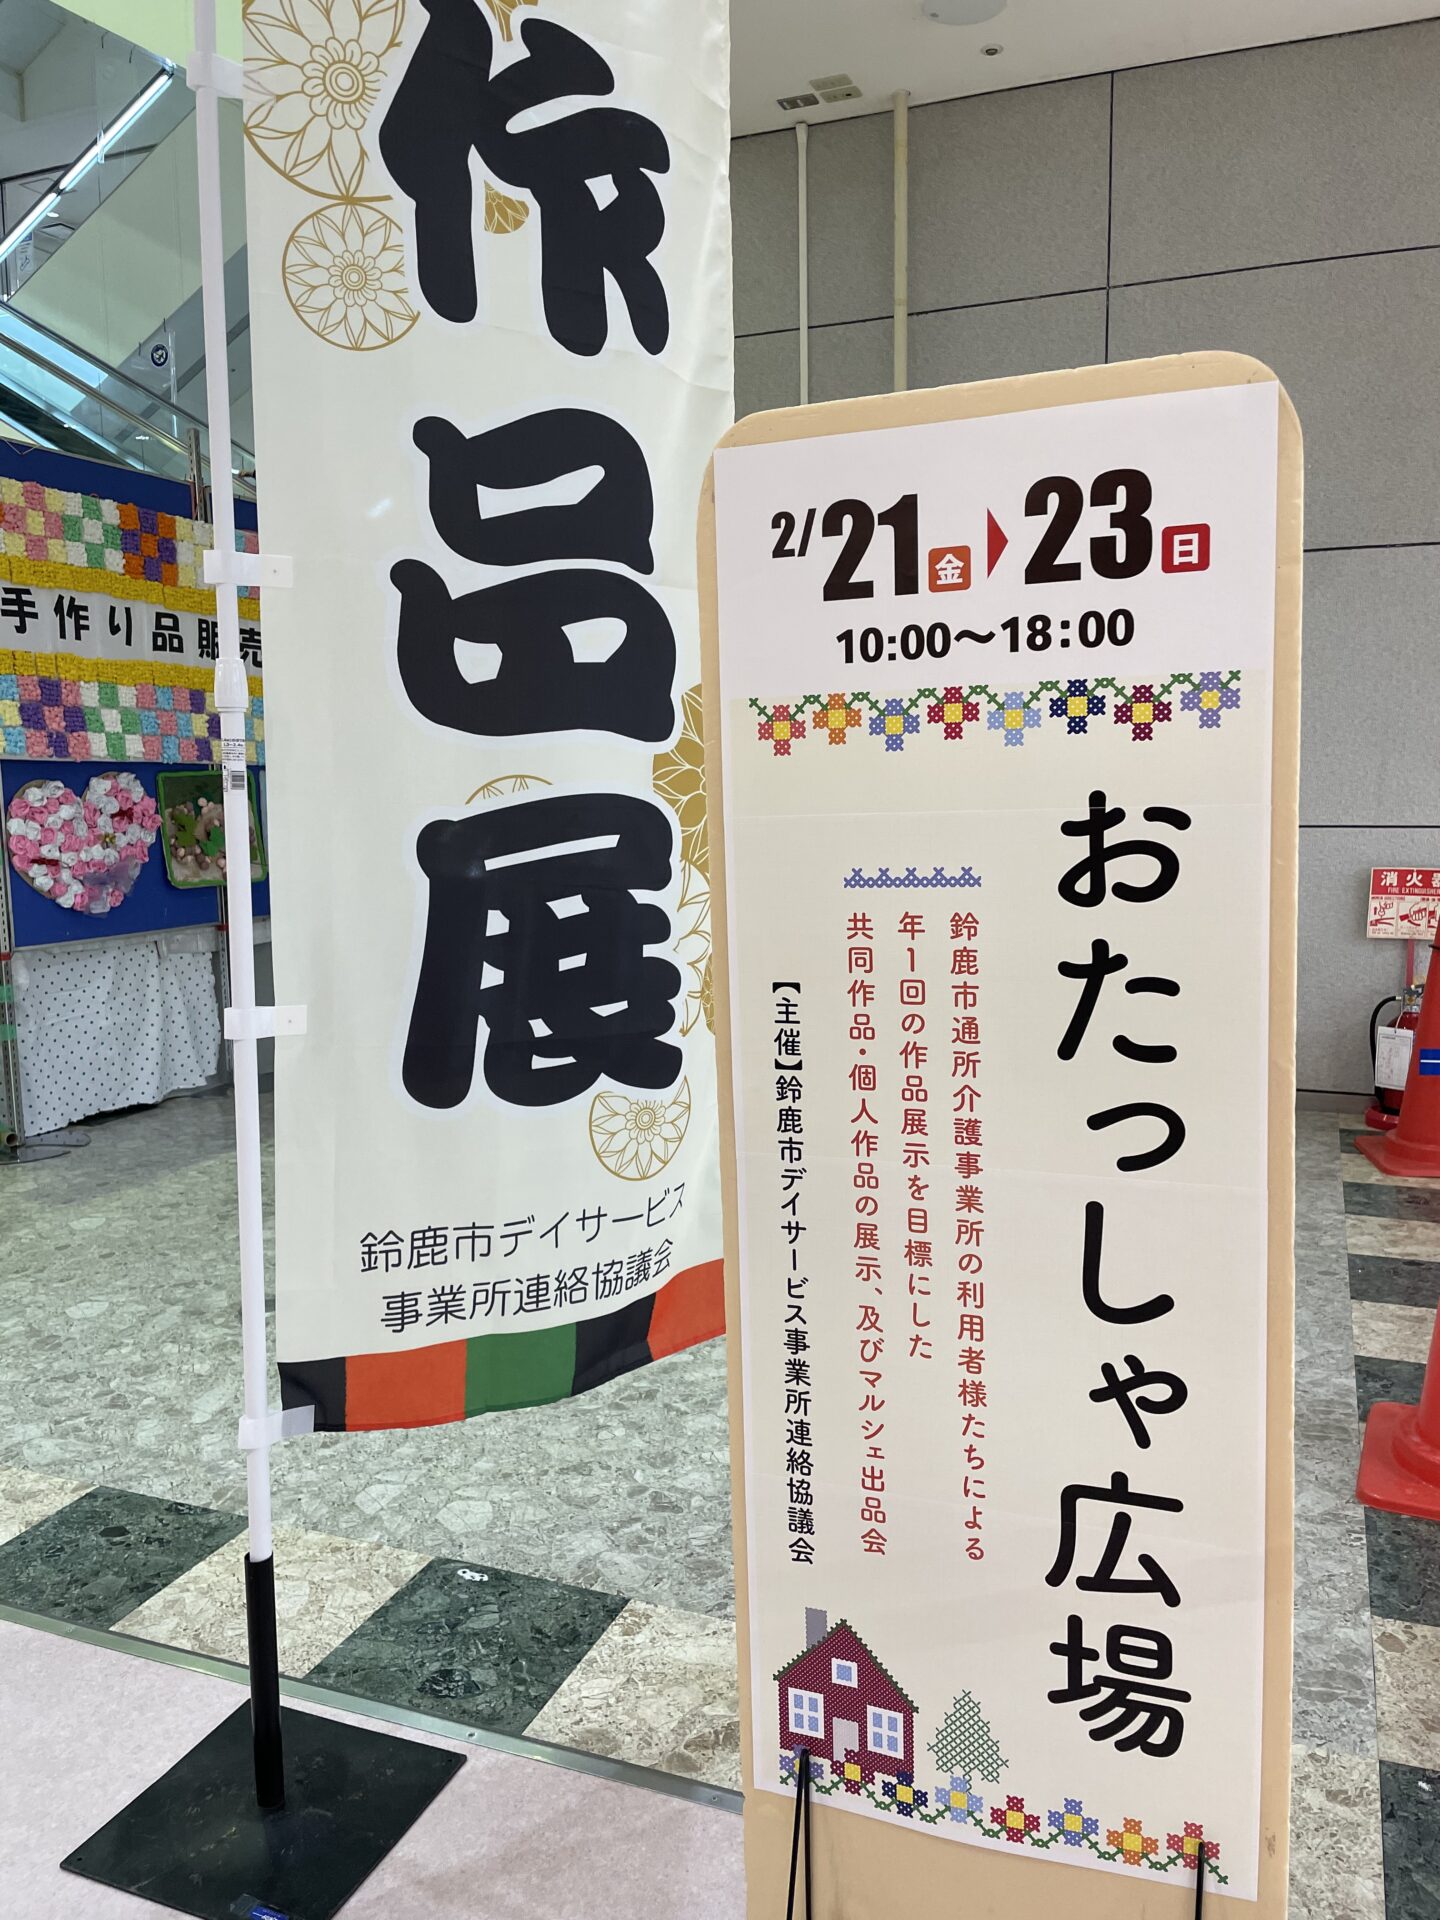 作品展
鈴鹿市デイサービス
事業所連絡協議会
手作り品販売
2/21金▶23日
10:00〜18:00
おたっしゃ広場
鈴鹿市通所介護事業所の利用者様たちによる
年1回の作品展示を目標にした
共同作品・個人作品の展示、及びマルシェ出品会
【主催】鈴鹿市デイサービス事業所連絡協議会
消火器
FIRE EXTINGUISHER